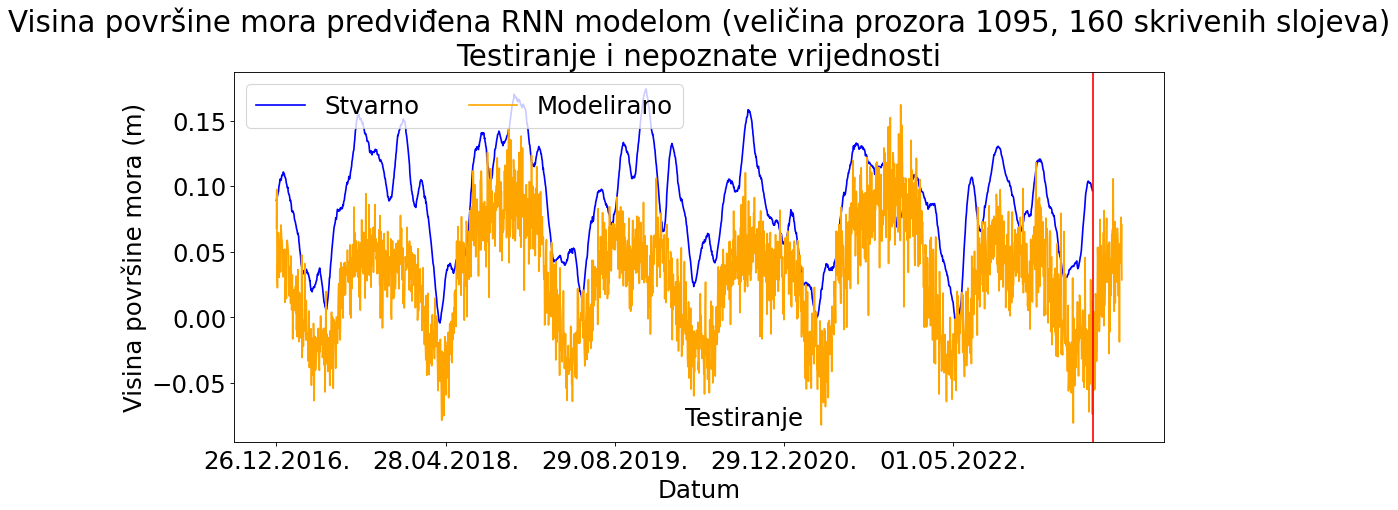 Visina površine mora predviđena RNN modelom (veličina prozora 1095, 160 skrivenih slojeva)
Testiranje i nepoznate vrijednosti
Stvarno
Modelirano
Visina površine mora (m)
0.15
0.10
0.05
0.00
−0.05
Testiranje
26.12.2016.
28.04.2018.
29.08.2019.
29.12.2020.
01.05.2022.
Datum